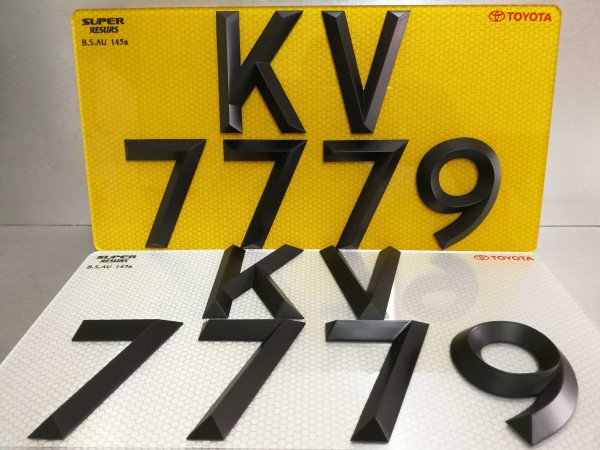 SUPER
RESURS
B.S.AU 145a
TOYOTA
KV
7779
SUPER
RESURS
B.S.AU 145a
TOYOTA
KV
7779